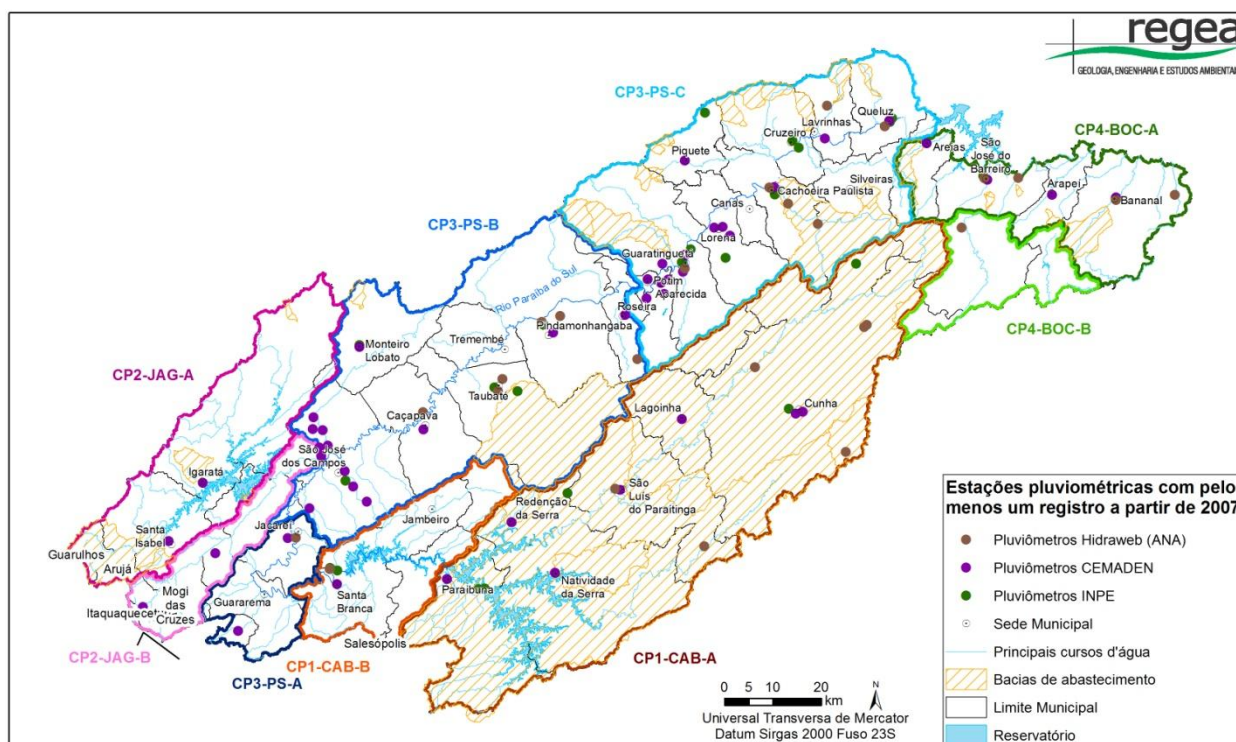 regea
GEOLOGIA, ENGENHARIA E ESTUDOS AMBIENTAI
CP3-PS-C
Queluz
Lavrinhas
Cruzeiro
CP4-BOC-A
Areias
São
José do
Barreiro
Piquete
Silveiras
Arapeí
Cachoeira Paulista
Bananal
Canas
CP3-PS-B
Lorena
Guaratinguetá
Potim
Aparecida
Rio Paraíba do Sul
Roseira
CP4-BOC-B
Pindamonhangaba
Tremembé
Monteiro
Lobato
CP2-JAG-A
Taubaté
Caçapava
Lagoinha
Cunha
São José
dos Campos
Igaratá
São
Luís
do Paraitinga
Redenção
da Serra
Jambeiro
Santa
Isabel
Jacareí
Guarulhos
Arujá
Natividade
da Serra
Paraibuna
Santa
Branca
Mogi
das
Cruzes
Itaquaquecetuba
Guararema
Salesópolis
CP2-JAG-B
CP3-PS-A
CP1-CAB-B
CP1-CAB-A
Estações pluviométricas com pelo
menos um registro a partir de 2007
Pluviômetros Hidraweb (ANA)
Pluviômetros CEMADEN
Pluviômetros INPE
Sede Municipal
Principais cursos d'água
Bacias de abastecimento
Limite Municipal
Reservatório
0 5 10 20
km
N
Universal Transversa de Mercator
Datum Sirgas 2000 Fuso 23S